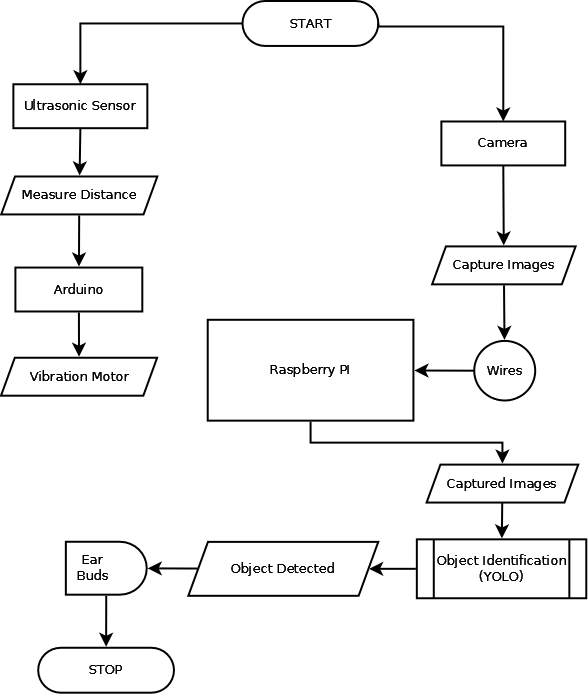 START
Ultrasonic Sensor
Camera
Measure Distance
Capture Images
Arduino
Vibration Motor
Raspberry PI
Wires
Captured Images
Object Identification
(YOLO)
Object Detected
Ear
Buds
STOP